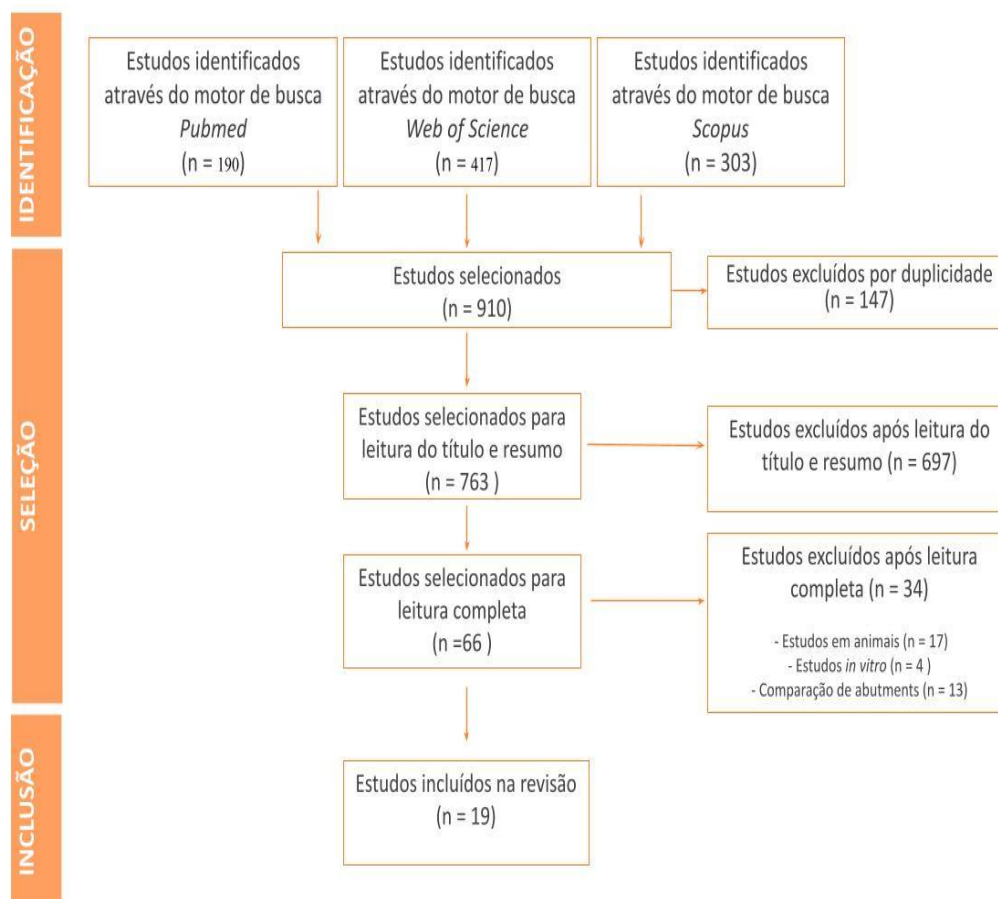 IDENTIFICAÇÃO
Estudos identificados
através do motor de busca
Pubmed
(n = 190)
Estudos identificados
através do motor de busca
Web of Science
(n = 417)
Estudos identificados
através do motor de busca
Scopus
(n = 303)
SELEÇÃO
Estudos selecionados
(n = 910)
Estudos excluídos por duplicidade
(n = 147)
Estudos selecionados para
leitura do título e resumo
(n = 763 )
Estudos excluídos após leitura do
título e resumo (n = 697)
Estudos selecionados para
leitura completa
(n =66 )
Estudos excluídos após leitura
completa (n = 34)
- Estudos em animais (n = 17)
- Estudos in vitro (n = 4 )
- Comparação de abutments (n = 13)
INCLUSÃO
Estudos incluídos na revisão
(n = 19)